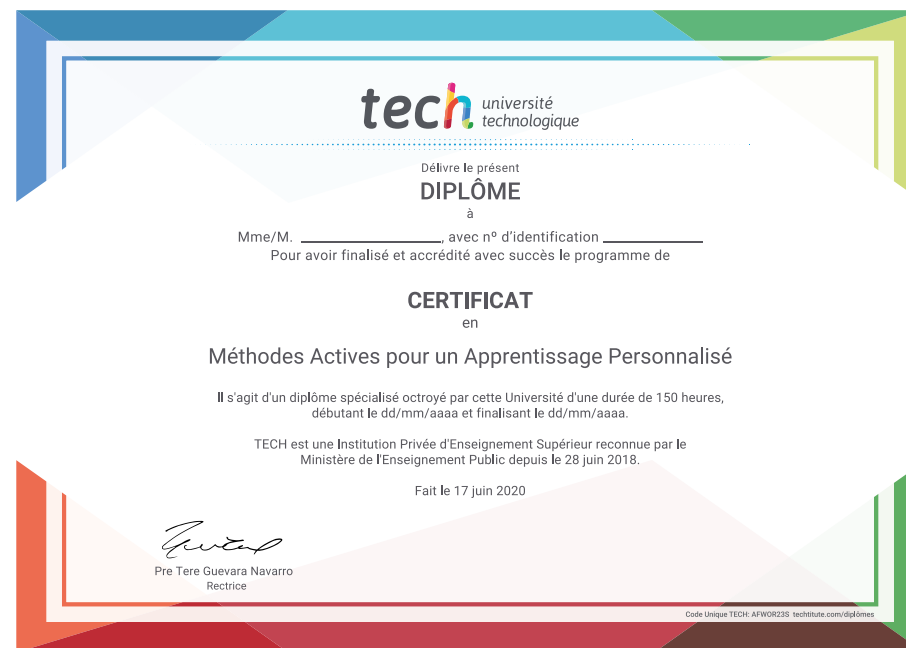 tech université
technologique
Délivre le présent
DIPLÔME
à
Mme/M. ____________________, avec nº d'identification ______________
Pour avoir finalisé et accrédité avec succès le programme de
CERTIFICAT
en
Méthodes Actives pour un Apprentissage Personnalisé
Il s'agit d'un diplôme spécialisé octroyé par cette Université d'une durée de 150 heures,
débutant le dd/mm/aaaa et finalisant le dd/mm/aaaa.
TECH est une Institution Privée d'Enseignement Supérieur reconnue par le
Ministère de l'Enseignement Public depuis le 28 juin 2018.
Fait le 17 juin 2020
Pre Tere Guevara Navarro
Rectrice
Code Unique TECH: AFWOR23S techtitute.com/diplômes